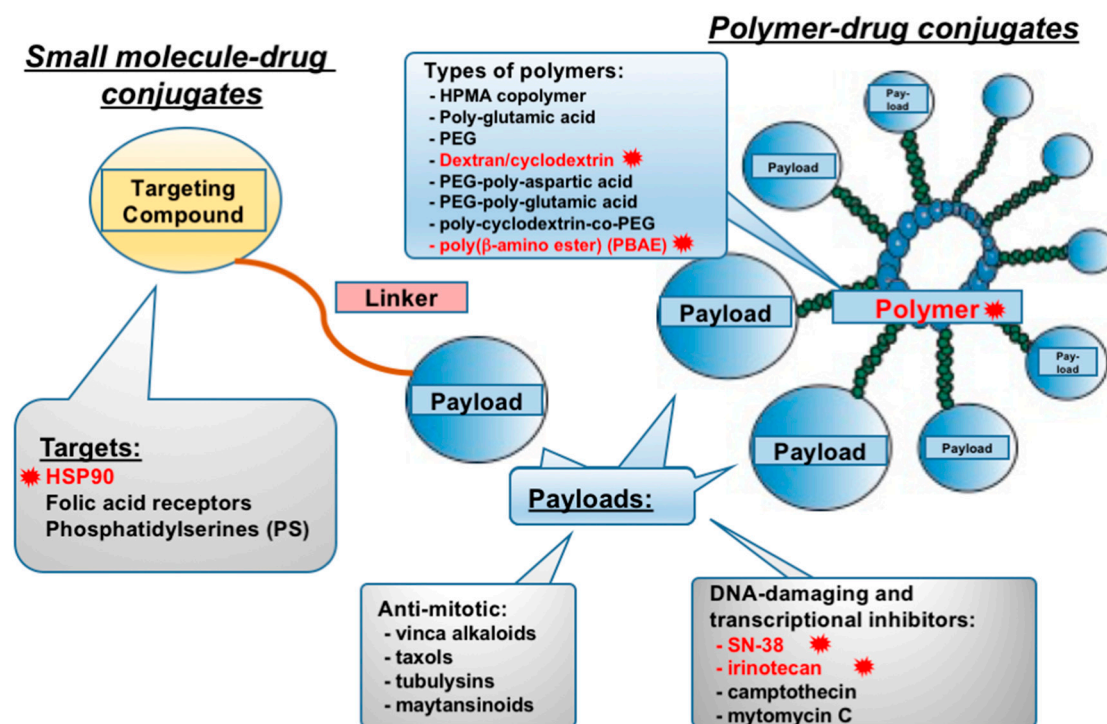 Small molecule-drug
conjugates
Polymer-drug conjugates
Types of polymers:
- HPMA copolymer
- Poly-glutamic acid
- PEG
- Dextran/cyclodextrin
- PEG-poly-aspartic acid
- PEG-poly-glutamic acid
- poly-cyclodextrin-co-PEG
- poly(β-amino ester) (PBAE)
Targeting
Compound
Linker
Payload
Pay-
load
Payload
Payload
Polymer
Pay-
load
Payload
Payload
Targets:
HSP90
Folic acid receptors
Phosphatidylserines (PS)
Payloads:
Anti-mitotic:
- vinca alkaloids
- taxols
- tubulysins
- maytansinoids
DNA-damaging and
transcriptional inhibitors:
- SN-38
- irinotecan
- camptothecin
- mytomycin C